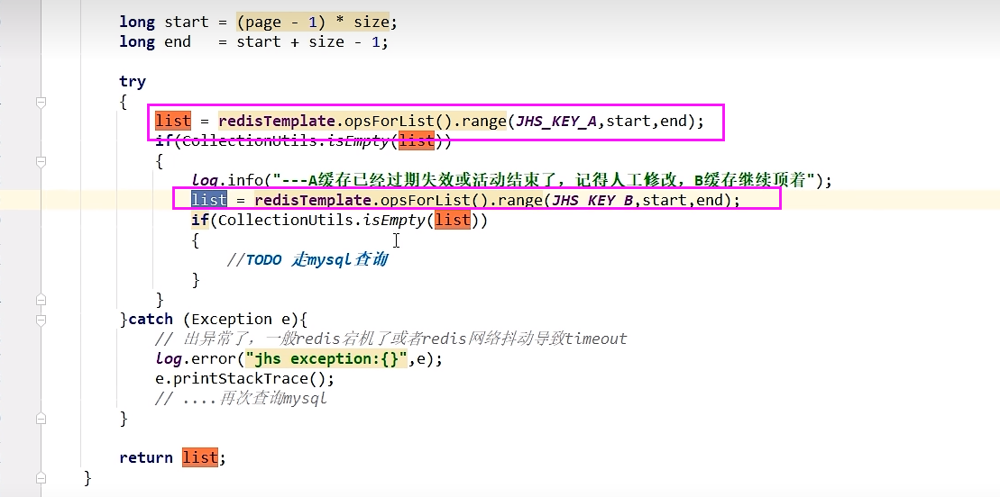 long start = (page - 1) * size;
long end   = start + size - 1;
try
{
list = redisTemplate.opsForList().range(JHS_KEY_A,start,end);
if(CollectionUtils.isEmpty(list))
{
log.info("---A缓存已经过期失效或活动结束了，记得人工修改，B缓存继续顶着");
list = redisTemplate.opsForList().range(JHS_KEY_B,start,end);
if(CollectionUtils.isEmpty(list))
{
//TODO 走mysql查询
}
}
}catch (Exception e){
// 出异常了，一般redis宕机了或者redis网络抖动导致timeout
log.error("jhs exception:{}",e);
e.printStackTrace();
// ....再次查询mysql
}
return list;
}